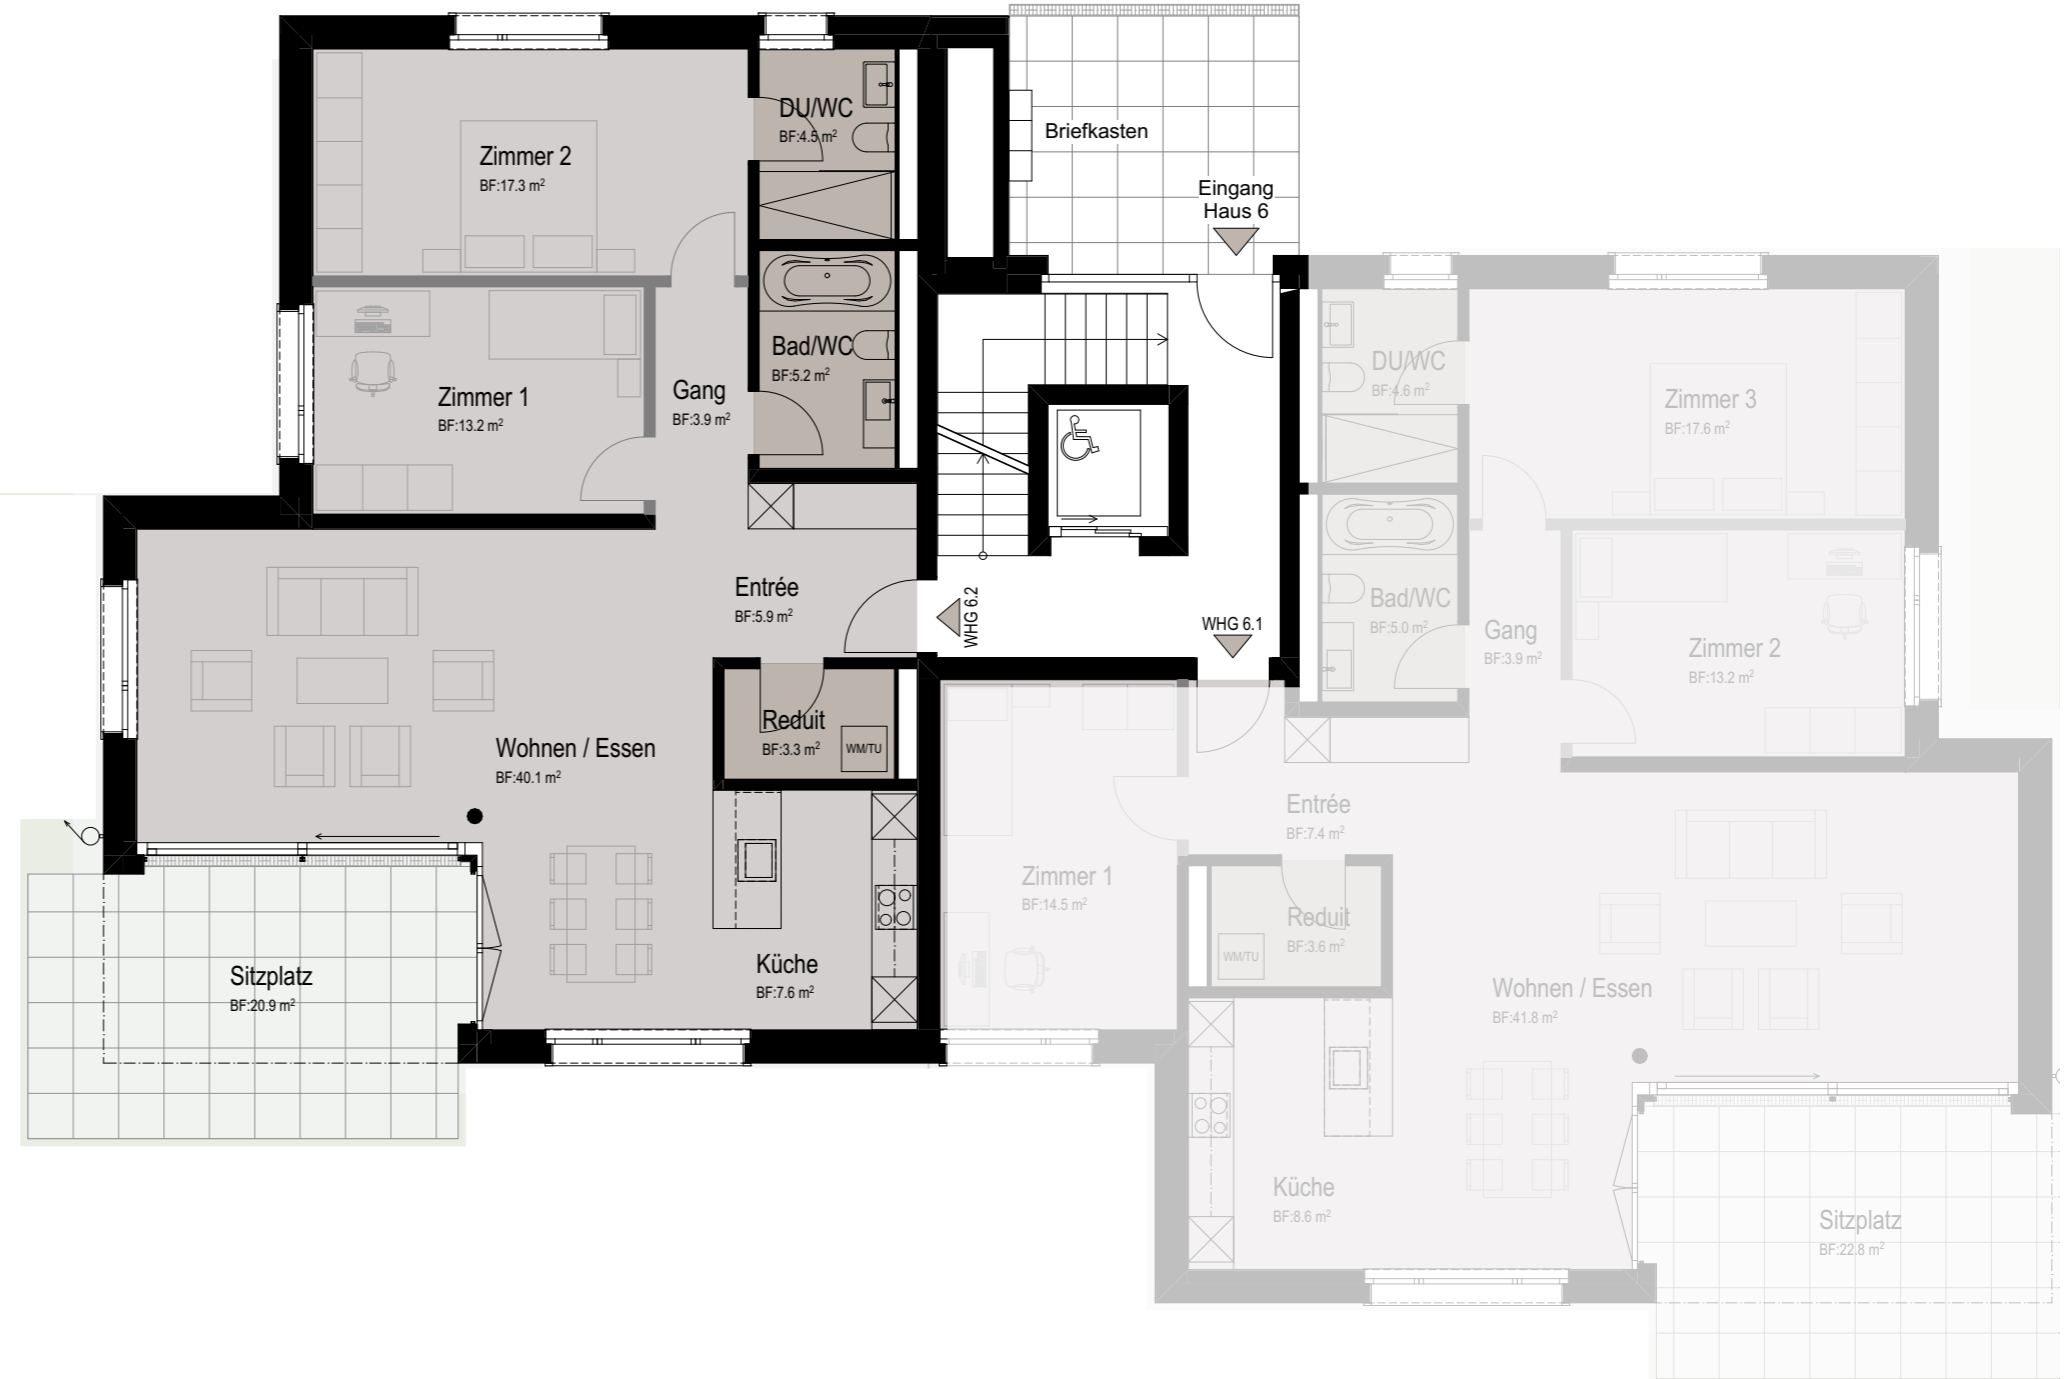 DU/WC
BF:4.5 m²
Zimmer 2
BF:17.3 m²
Briefkasten
Eingang
Haus 6
Bad/WC
BF:5.2 m²
Zimmer 1
BF:13.2 m²
Gang
BF:3.9 m²
Entrée
BF:5.9 m²
WHG 6.2
WHG 6.1
Reduit
BF:3.3 m²
WM/TU
Wohnen / Essen
BF:40.1 m²
Küche
BF:7.6 m²
Sitzplatz
BF:20.9 m²
DU/WC
BF:4.6 m²
Zimmer 3
BF:17.6 m²
Bad/WC
BF:5.0 m²
Gang
BF:3.9 m²
Zimmer 2
BF:13.2 m²
Entrée
BF:7.4 m²
Zimmer 1
BF:14.5 m²
Reduit
BF:3.6 m²
WM/TU
Wohnen / Essen
BF:41.8 m²
Küche
BF:8.6 m²
Sitzplatz
BF:22.8 m²